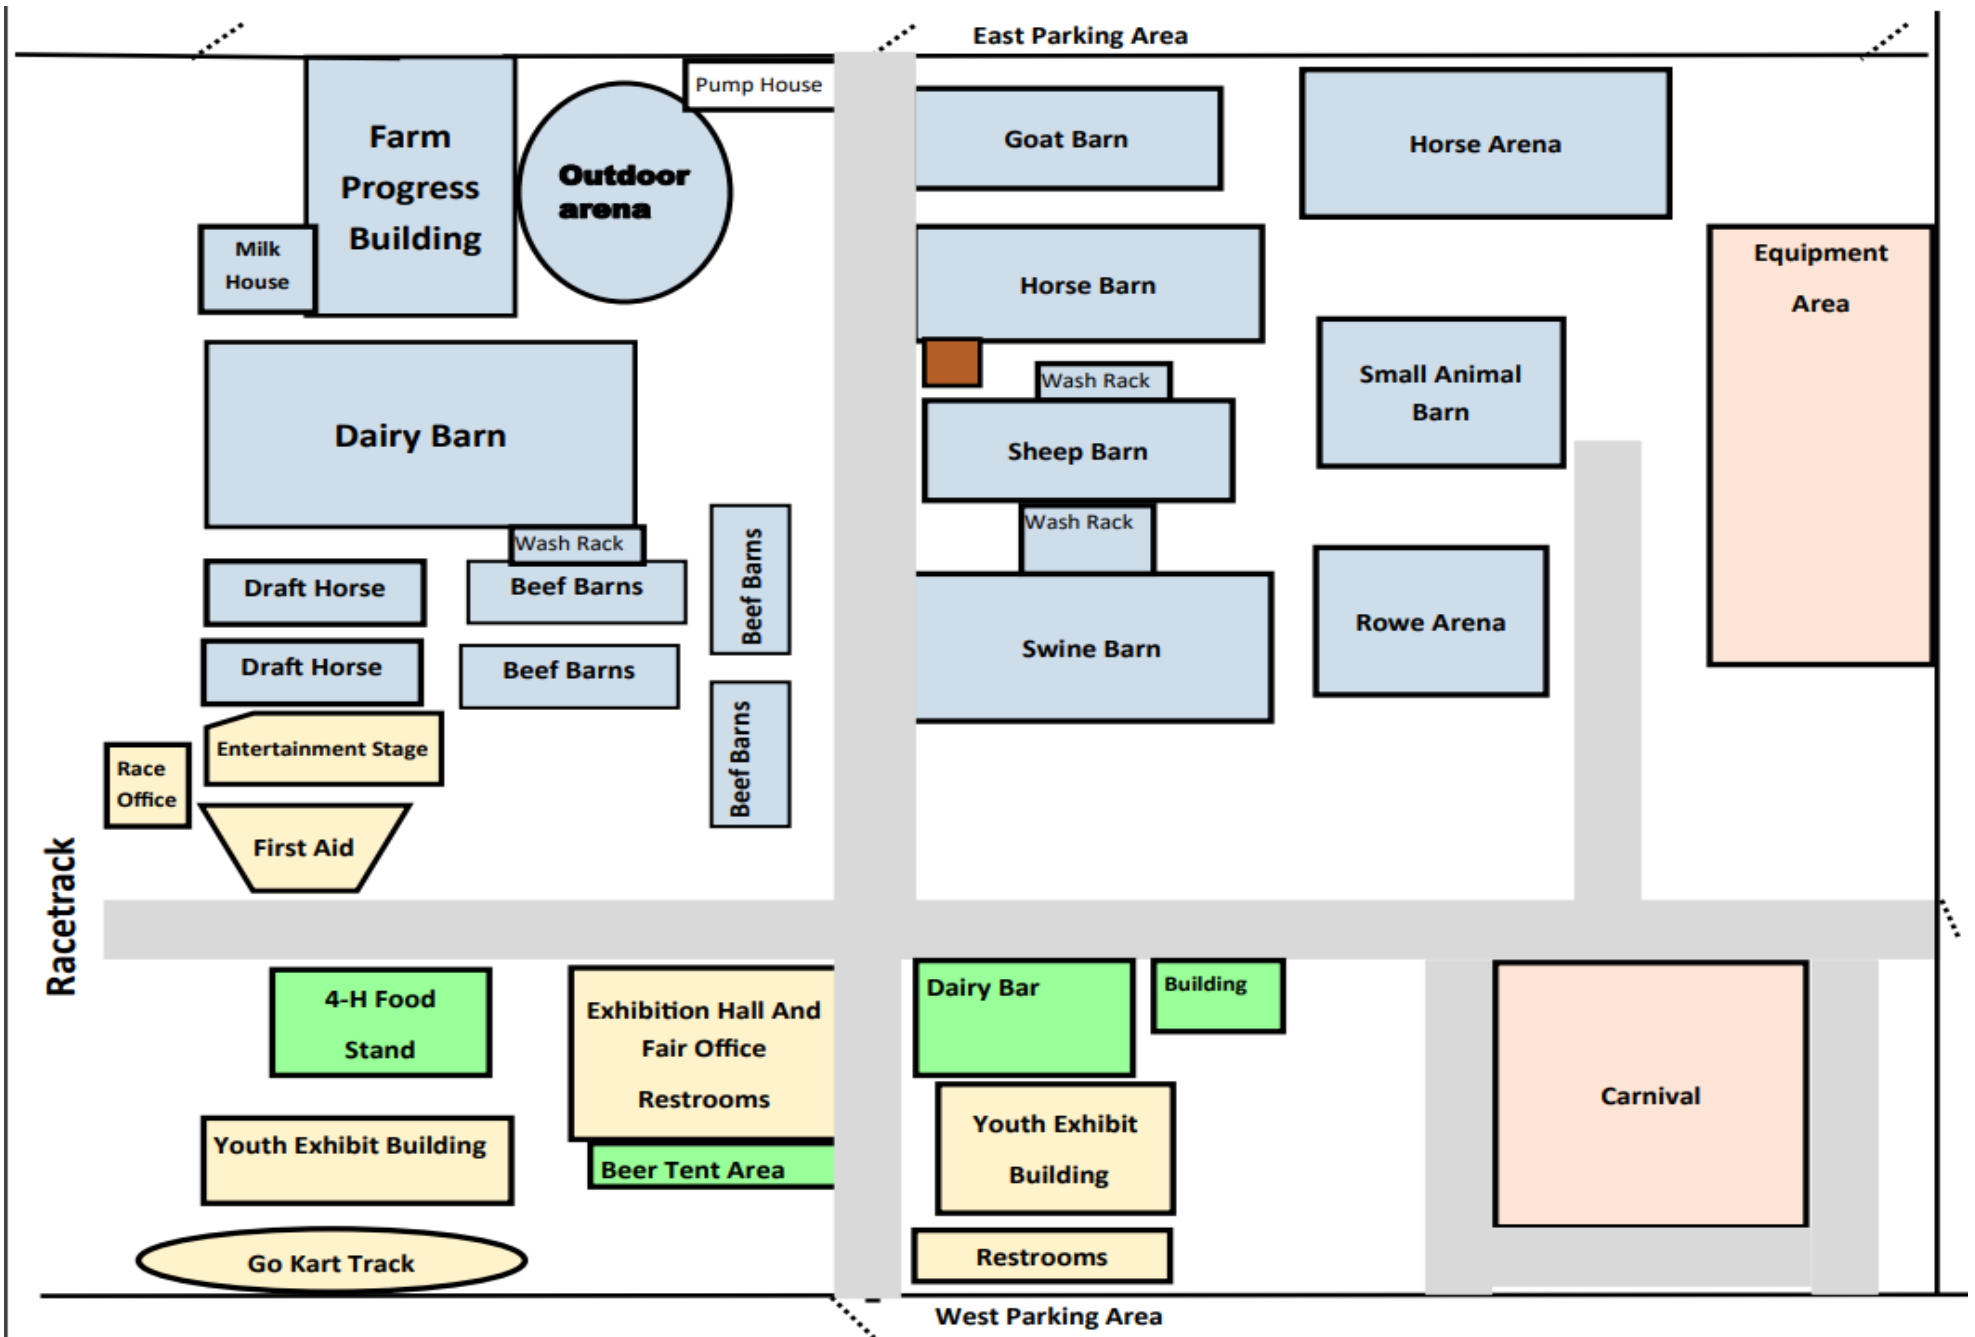 East Parking Area
Pump House
Farm
Progress
Building
Outdoor
arena
Goat Barn
Horse Arena
Milk
House
Horse Barn
Equipment
Area
Dairy Barn
Wash Rack
Small Animal
Barn
Sheep Barn
Wash Rack
Wash Rack
Draft Horse
Beef Barns
Beef Barns
Rowe Arena
Swine Barn
Draft Horse
Beef Barns
Beef Barns
Entertainment Stage
Race
Office
First Aid
Racetrack
4-H Food
Stand
Exhibition Hall And
Fair Office
Restrooms
Dairy Bar
Building
Carnival
Youth Exhibit Building
Beer Tent Area
Youth Exhibit
Building
Go Kart Track
Restrooms
West Parking Area